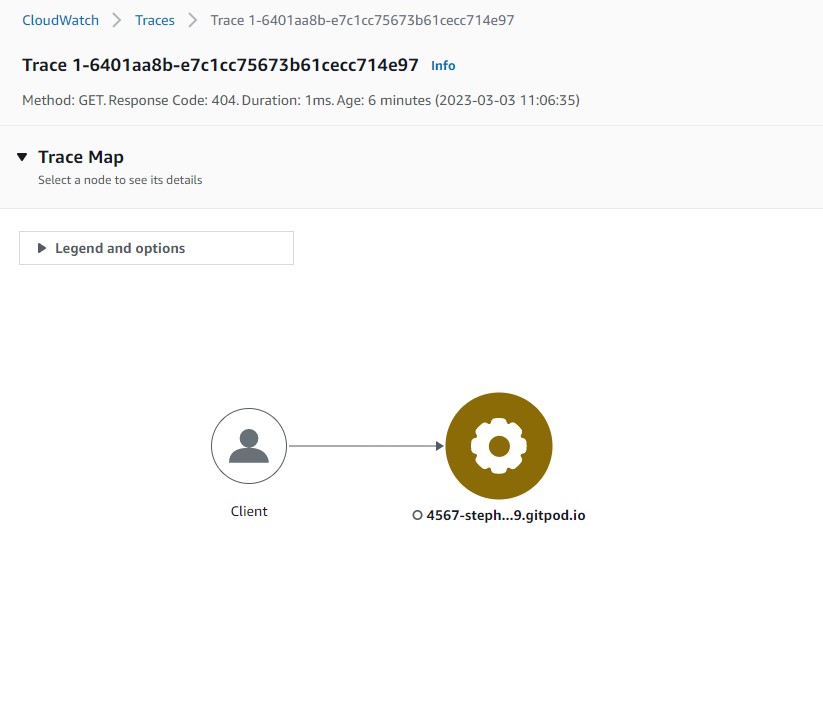 CloudWatch > Traces > Trace 1-6401aa8b-e7c1cc75673b61cecc714e97
Trace 1-6401aa8b-e7c1cc75673b61cecc714e97 Info
Method: GET. Response Code: 404. Duration: 1ms. Age: 6 minutes (2023-03-03 11:06:35)
Trace Map
Select a node to see its details
Legend and options
Client
4567-steph...9.gitpod.io